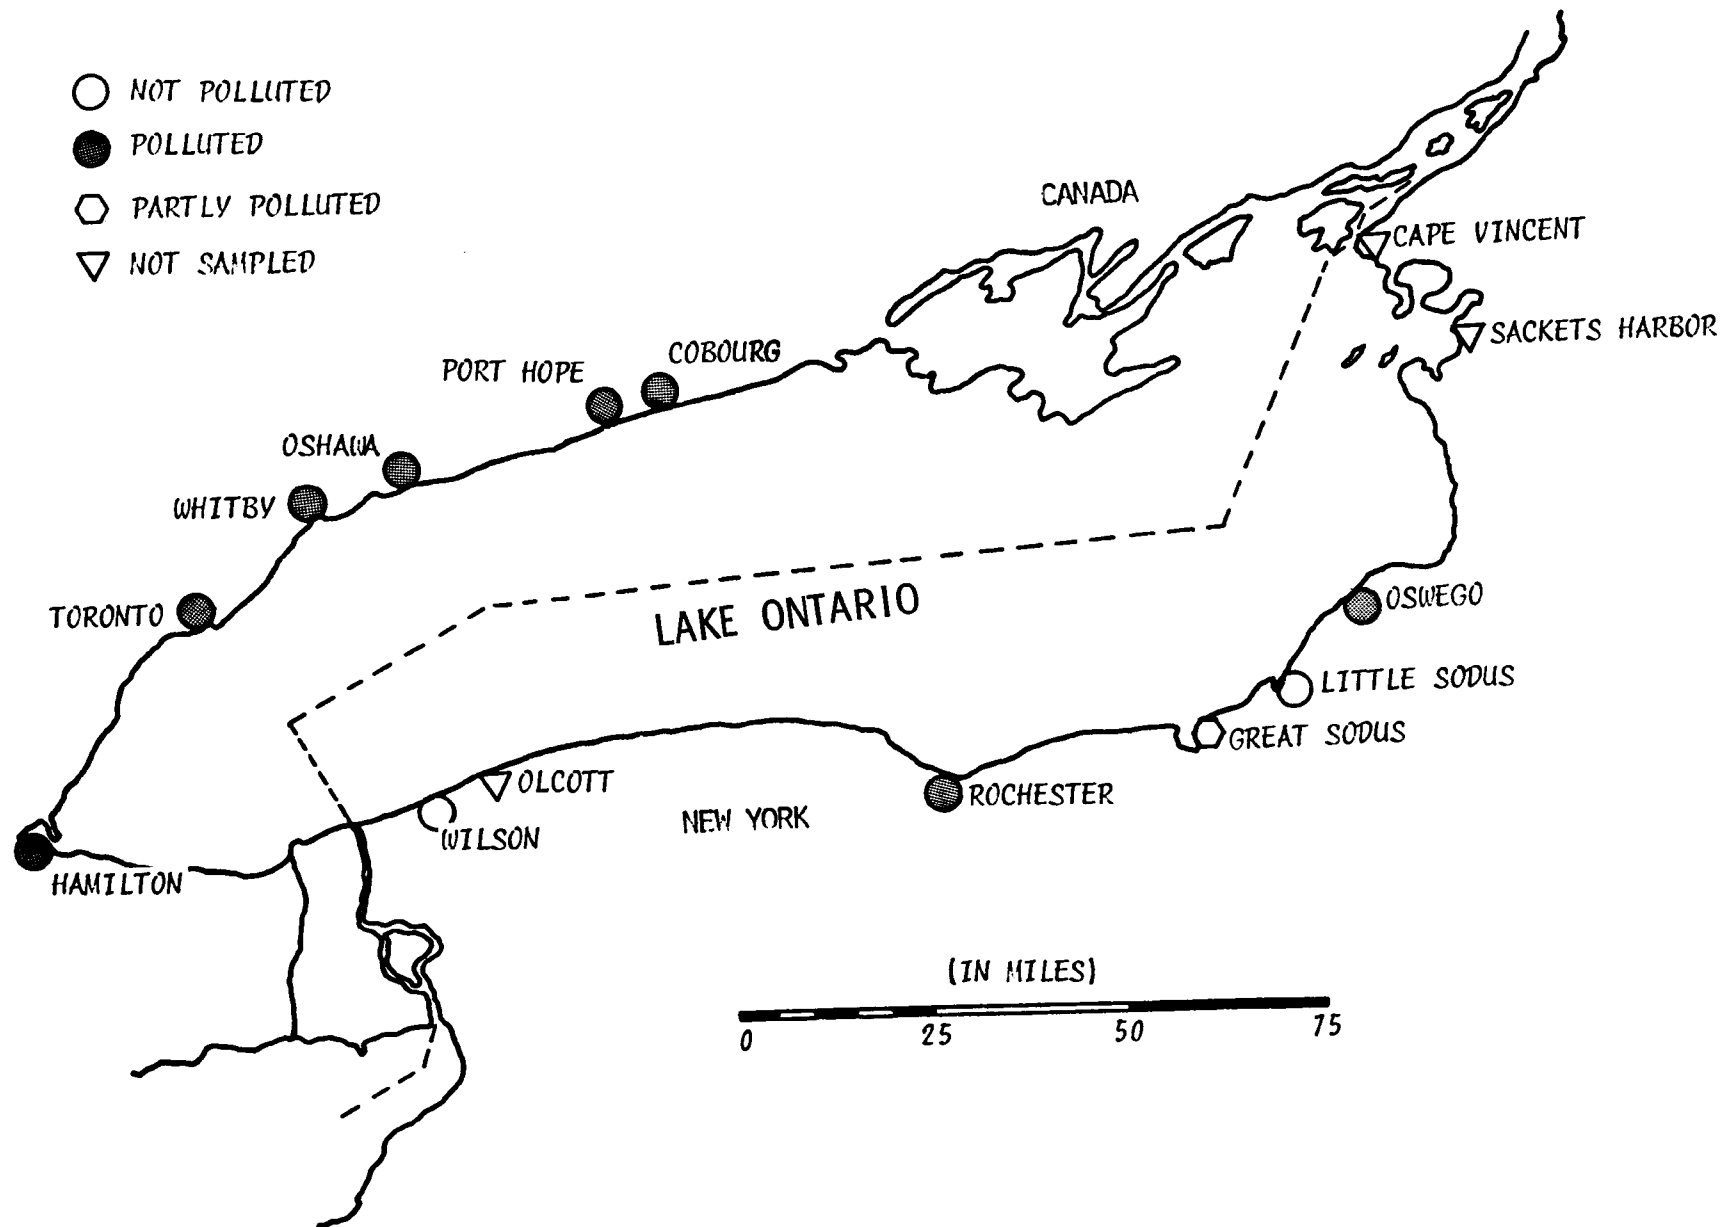 NOT POLLUTED
POLLUTED
PARTLY POLLUTED
NOT SAMPLED
CANADA
CAPE VINCENT
SACKETS HARBOR
COBOURG
PORT HOPE
OSHAWA
WHITBY
TORONTO
LAKE ONTARIO
OSWEGO
LITTLE SODUS
GREAT SODUS
OLCOTT
ROCHESTER
NEW YORK
WILSON
HAMILTON
(IN MILES)
0 25 50 75